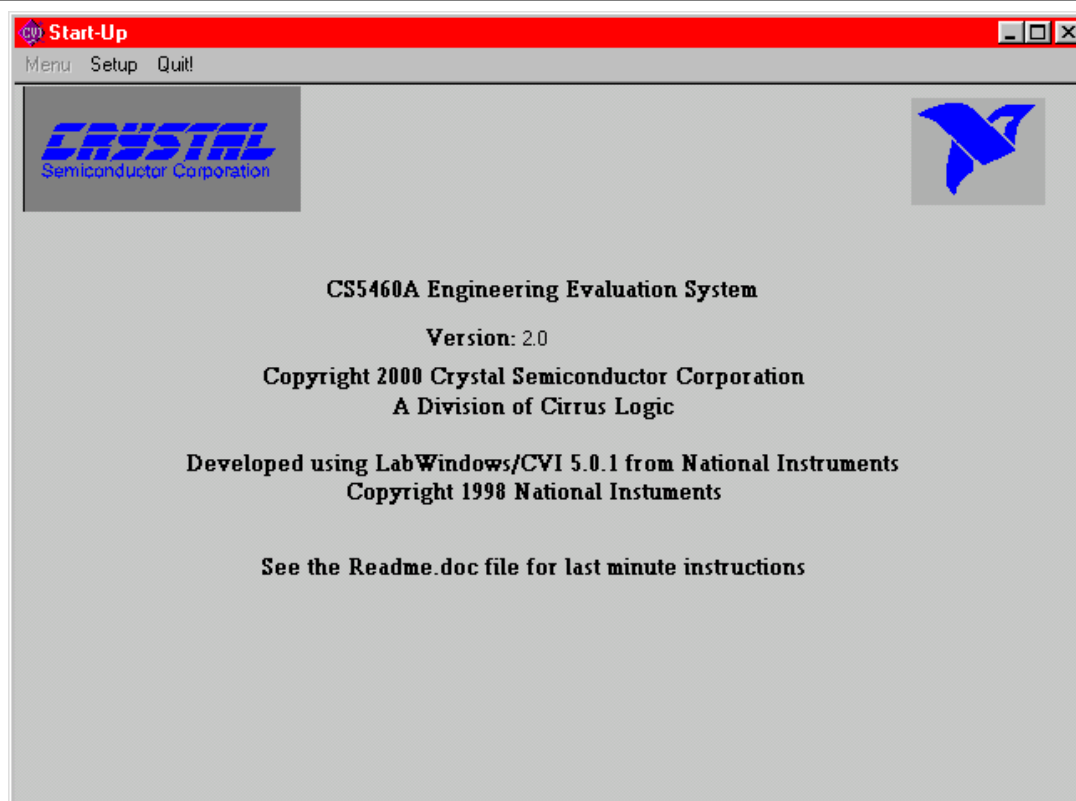 CVI Start-Up
Menu Setup Quit!
CRYSTAL
Semiconductor Corporation
CS5460A Engineering Evaluation System
Version: 2.0
Copyright 2000 Crystal Semiconductor Corporation
A Division of Cirrus Logic
Developed using LabWindows/CVI 5.0.1 from National Instruments
Copyright 1998 National Instuments
See the Readme.doc file for last minute instructions